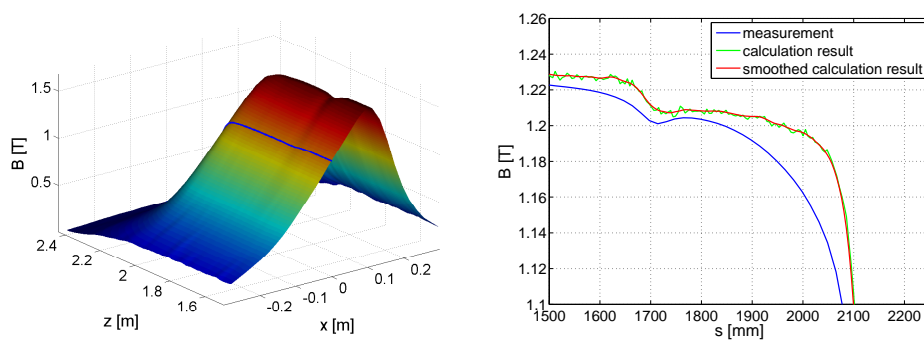 1.5
1
0.5
B [T]
2.4
2.2
2
1.8
1.6
z [m]
-0.2
-0.1
0
0.1
0.2
x [m]
1.26
1.24
1.22
1.2
1.18
1.16
1.14
1.12
1.1
B [T]
measurement
calculation result
smoothed calculation result
1500 1600 1700 1800 1900 2000 2100 2200
s [mm]